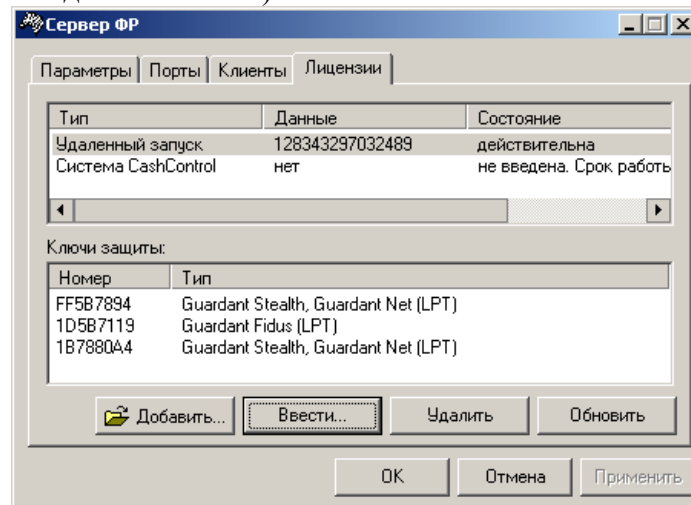 Сервер ФР
Параметры Порты Клиенты Лицензии
Тип Данные Состояние
Удаленный запуск 128343297032489 действительна
Система CashControl нет не введена. Срок работы
Ключи защиты:
Номер Тип
FF5B7894 Guardant Stealth, Guardant Net (LPT)
1D5B7119 Guardant Fidus (LPT)
1B7880A4 Guardant Stealth, Guardant Net (LPT)
Добавить... Ввести... Удалить Обновить
OK Отмена Применить